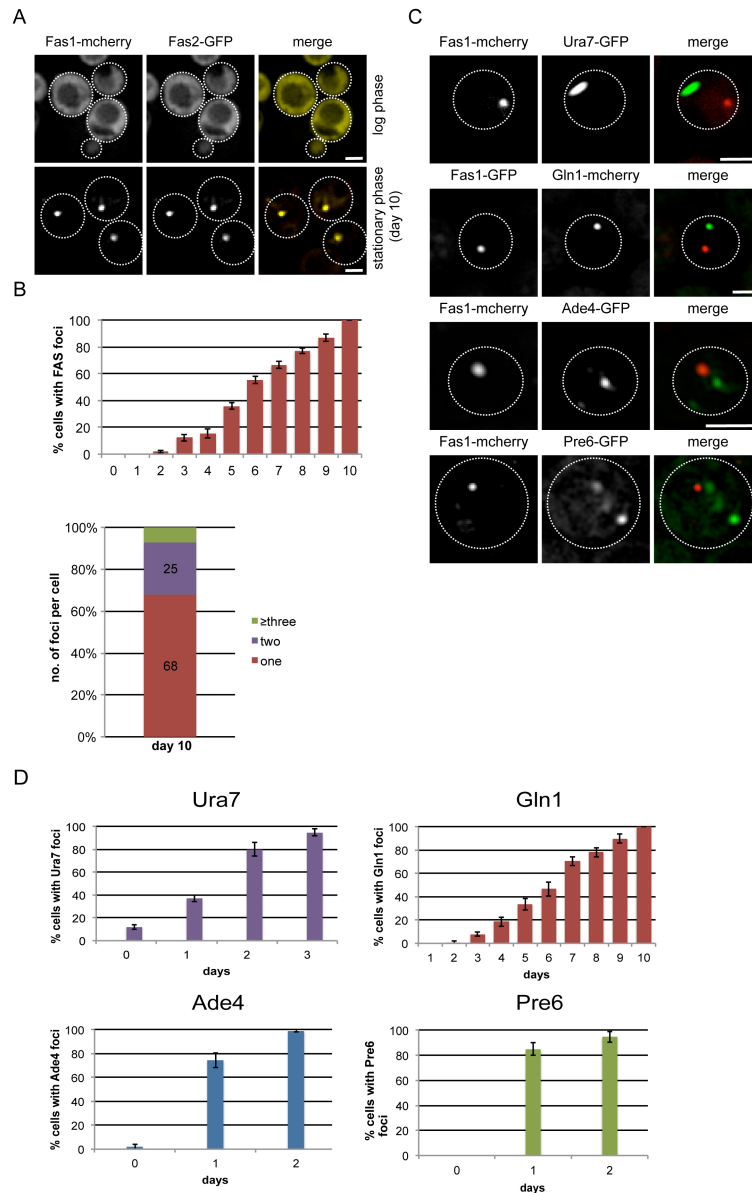 A
Fas1-mcherry Fas2-GFP merge
log phase
stationary phase
(day 10)
B
% cells with FAS foci
100
80
60
40
20
0
0 1 2 3 4 5 6 7 8 9 10
no. of foci per cell
100%
80%
60%
40%
20%
0%
25
68
≥three
two
one
day 10
C
Fas1-mcherry Ura7-GFP merge
Fas1-GFP Gln1-mcherry merge
Fas1-mcherry Ade4-GFP merge
Fas1-mcherry Pre6-GFP merge
D
Ura7
% cells with Ura7 foci
100
80
60
40
20
0
0 1 2 3
days
Gln1
% cells with Gln1 foci
100
80
60
40
20
0
1 2 3 4 5 6 7 8 9 10
days
Ade4
% cells with Ade4 foci
100
80
60
40
20
0
0 1 2
days
Pre6
% cells with Pre6
foci
100
80
60
40
20
0
0 1 2
days